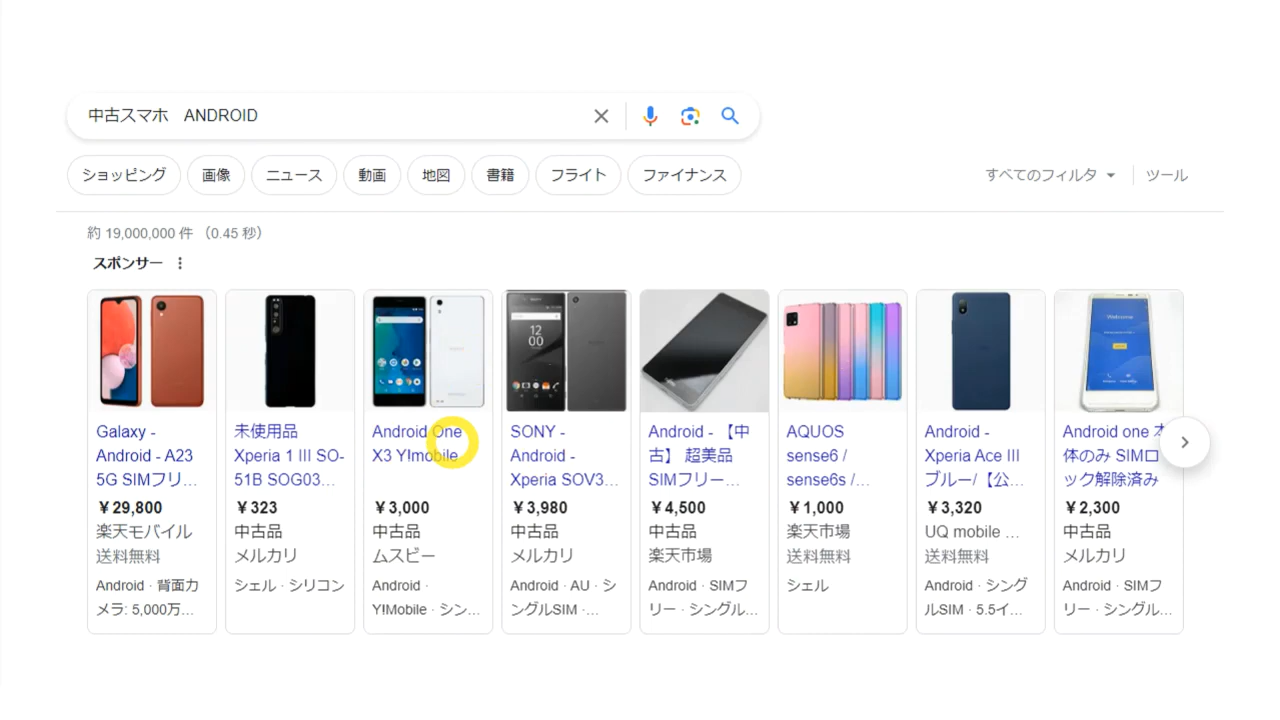 中古スマホ　ANDROID
ショッピング
画像
ニュース
動画
地図
書籍
フライト
ファイナンス
すべてのフィルタ
ツール
約 19,000,000 件 （0.45 秒）
スポンサー
Galaxy -
Android - A23
5G SIMフリ...
￥29,800
楽天モバイル
送料無料
Android · 背面カ
メラ: 5,000万...
未使用品
Xperia 1 III SO-
51B SOG03...
￥323
中古品
メルカリ
シェル · シリコン
Android One
X3 Y!mobile
￥3,000
中古品
ムスビー
Android ·
Y!Mobile · シン...
SONY
12
00
SONY -
Android -
Xperia SOV3...
￥3,980
中古品
メルカリ
Android · AU · シ
ングルSIM · ...
Android - 【中
古】 超美品
SIMフリー...
￥4,500
中古品
楽天市場
Android · SIMフ
リー · シングル...
AQUOS
sense6 /
sense6s /...
￥1,000
楽天市場
送料無料
シェル
Android -
Xperia Ace III
ブルー/【公...
￥3,320
UQ mobile ...
送料無料
Android · シング
ルSIM · 5.5イ...
Welcome
Android one 本
体のみ SIMロ
ック解除済み
￥2,300
中古品
メルカリ
Android · SIMフ
リー · シングル...